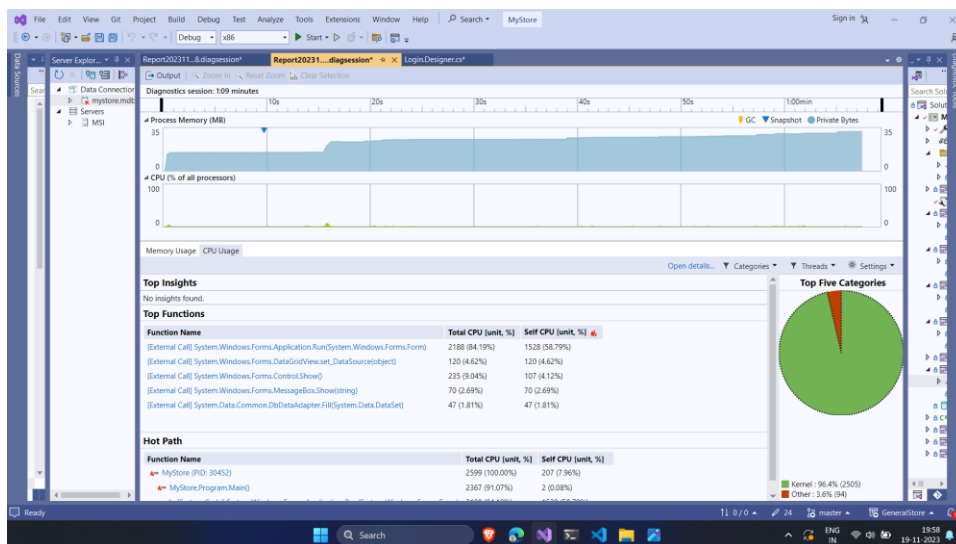 File Edit View Git Project Build Debug Test Analyze Tools Extensions Window Help Search MyStore Sign in
Debug x86 Start
Data Sources
Server Explor...
Report202311...8.diagsession*
Report20231....diagsession*
Login.Designer.cs*
Output Zoom In Reset Zoom Clear Selection
Data Connection
mystore.mdb
Servers
MSI
Diagnostics session: 1:09 minutes
10s 20s 30s 40s 50s 1:00min
Process Memory (MB) GC Snapshot Private Bytes
35 35
0 0
CPU (% of all processors)
100 100
0 0
Memory Usage CPU Usage
Open details... Categories Threads Settings
Top Insights
No insights found.
Top Functions
Function Name Total CPU [unit, %] Self CPU [unit, %]
[External Call] System.Windows.Forms.Application.Run(System.Windows.Forms.Form) 2188 (84.19%) 1528 (58.79%)
[External Call] System.Windows.Forms.DataGridView.set_DataSource(object) 120 (4.62%) 120 (4.62%)
[External Call] System.Windows.Forms.Control.Show() 235 (9.04%) 107 (4.12%)
[External Call] System.Windows.Forms.MessageBox.Show(string) 70 (2.69%) 70 (2.69%)
[External Call] System.Data.Common.DbDataAdapter.Fill(System.Data.DataSet) 47 (1.81%) 47 (1.81%)
Hot Path
Function Name Total CPU [unit, %] Self CPU [unit, %]
MyStore (PID: 30452) 2599 (100.00%) 207 (7.96%)
MyStore.Program.Main() 2367 (91.07%) 2 (0.08%)
Top Five Categories
Kernel : 96.4% (2505)
Other : 3.6% (94)
Search Solu
Solut
Ready 0 / 0 24 master GeneralStore
Search
ENG
IN
19:58
19-11-2023